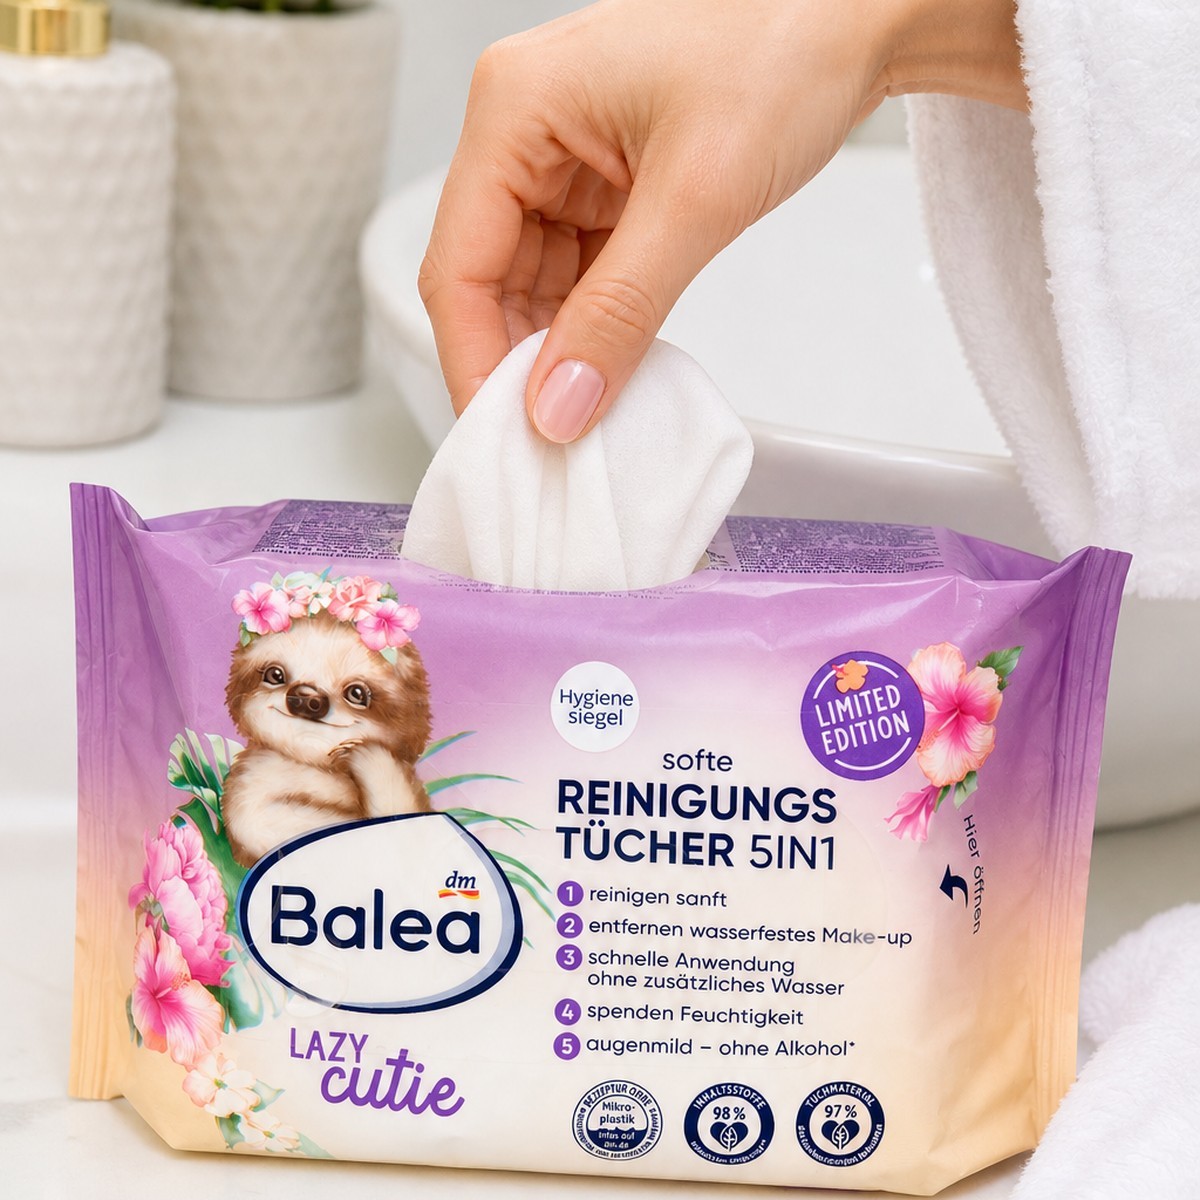 Hygiene
siegel
LIMITED
EDITION
softe
REINIGUNGS
TÜCHER 5IN1
1 reinigen sanft
2 entfernen wasserfestes Make-up
3 schnelle Anwendung
ohne zusätzliches Wasser
4 spenden Feuchtigkeit
5 augenmild – ohne Alkohol*
Hier öffnen
dm
Balea
LAZY
cutie
REZEPTUR OHNE
Mikro-
plastik
INHALTSSTOFFE
98 %
TUCHMATERIAL
97 %